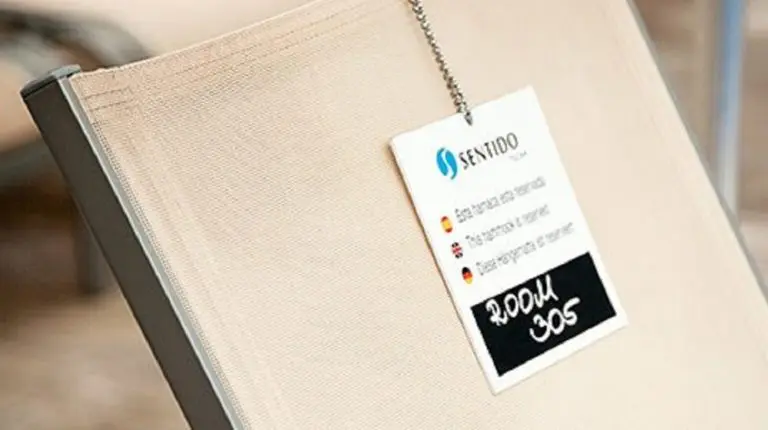 SENTIDO
Esta hamaca esta reservada
This hammock is reserved
Diese Hängematte ist reserviert
ROOM
305